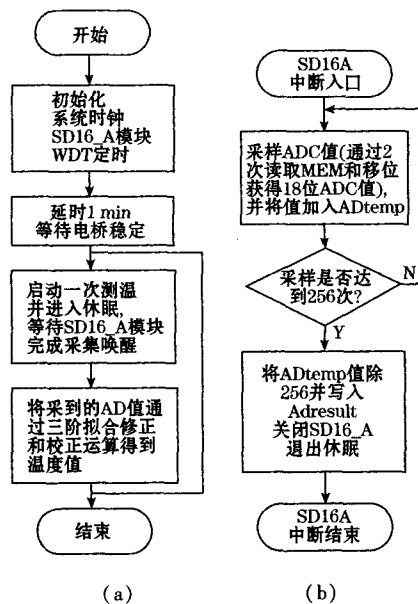 开始
初始化
系统时钟
SD16_A模块
WDT定时
延时1 min
等待电桥稳定
启动一次测温
并进入休眠,
等待SD16_A模块
完成采集唤醒
将采到的AD值通
过三阶拟合修正
和校正运算得到
温度值
结束
(a)
SD16A
中断入口
采样ADC值(通过2
次读取MEM和移位
获得18位ADC值),
并将值加入ADtemp
采样是否达
到256次?
N
Y
将ADtemp值除
256并写入
Adresult
关闭SD16_A
退出休眠
SD16A
中断结束
(b)